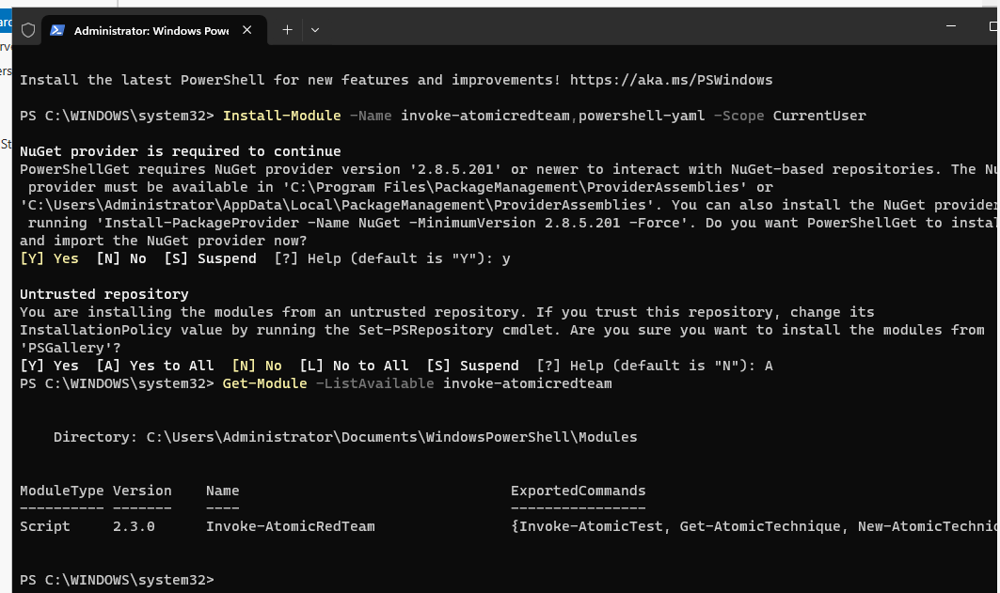 Administrator: Windows Powe
Install the latest PowerShell for new features and improvements! https://aka.ms/PSWindows
PS C:\WINDOWS\system32> Install-Module -Name invoke-atomicredteam,powershell-yaml -Scope CurrentUser
NuGet provider is required to continue
PowerShellGet requires NuGet provider version '2.8.5.201' or newer to interact with NuGet-based repositories. The Nu
provider must be available in 'C:\Program Files\PackageManagement\ProviderAssemblies' or
'C:\Users\Administrator\AppData\Local\PackageManagement\ProviderAssemblies'. You can also install the NuGet provider
running 'Install-PackageProvider -Name NuGet -MinimumVersion 2.8.5.201 -Force'. Do you want PowerShellGet to instal
and import the NuGet provider now?
[Y] Yes  [N] No  [S] Suspend  [?] Help (default is "Y"): y
Untrusted repository
You are installing the modules from an untrusted repository. If you trust this repository, change its
InstallationPolicy value by running the Set-PSRepository cmdlet. Are you sure you want to install the modules from
'PSGallery'?
[Y] Yes  [A] Yes to All  [N] No  [L] No to All  [S] Suspend  [?] Help (default is "N"): A
PS C:\WINDOWS\system32> Get-Module -ListAvailable invoke-atomicredteam
Directory: C:\Users\Administrator\Documents\WindowsPowerShell\Modules
ModuleType Version    Name                                ExportedCommands
---------- -------    ----                                ----------------
Script     2.3.0      Invoke-AtomicRedTeam                {Invoke-AtomicTest, Get-AtomicTechnique, New-AtomicTechnic
PS C:\WINDOWS\system32>